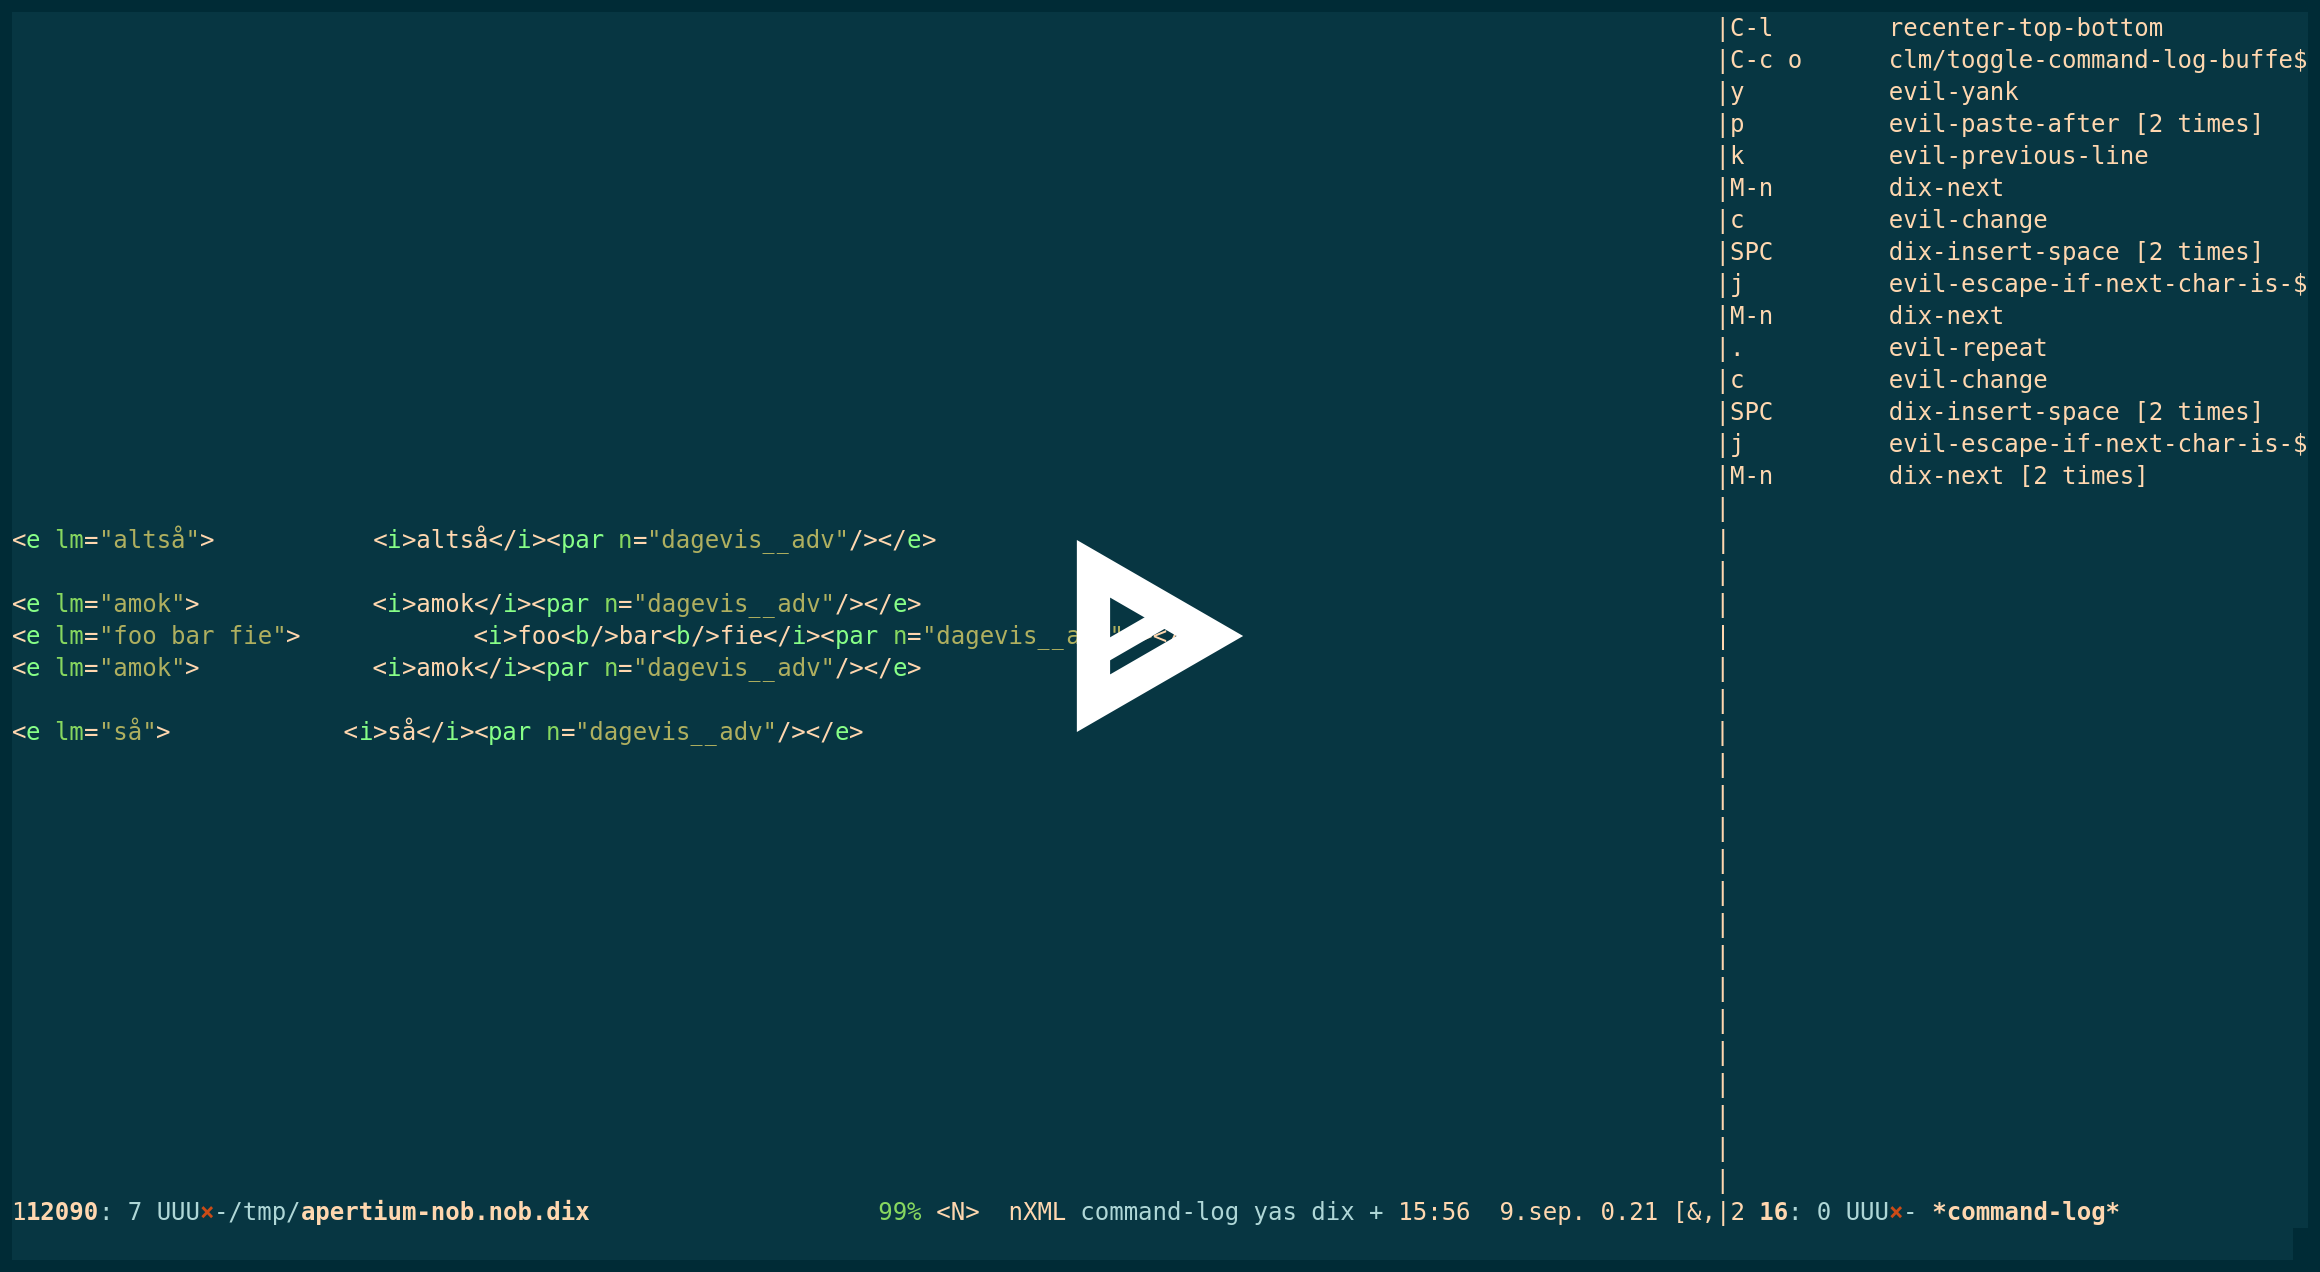 C-l recenter-top-bottom
C-c o clm/toggle-command-log-buffe$
y evil-yank
p evil-paste-after [2 times]
k evil-previous-line
M-n dix-next
c evil-change
SPC dix-insert-space [2 times]
j evil-escape-if-next-char-is-$
M-n dix-next
. evil-repeat
c evil-change
SPC dix-insert-space [2 times]
j evil-escape-if-next-char-is-$
M-n dix-next [2 times]
<e lm="altså"> <i>altså</i><par n="dagevis__adv"/></e>
<e lm="amok"> <i>amok</i><par n="dagevis__adv"/></e>
<e lm="foo bar fie"> <i>foo<b/>bar<b/>fie</i><par n="dagevis__a
<e lm="amok"> <i>amok</i><par n="dagevis__adv"/></e>
<e lm="så"> <i>så</i><par n="dagevis__adv"/></e>
112090: 7 UUU×-/tmp/apertium-nob.nob.dix 99% <N> nXML command-log yas dix + 15:56 9.sep. 0.21 [&,|2 16: 0 UUU×- *command-log*